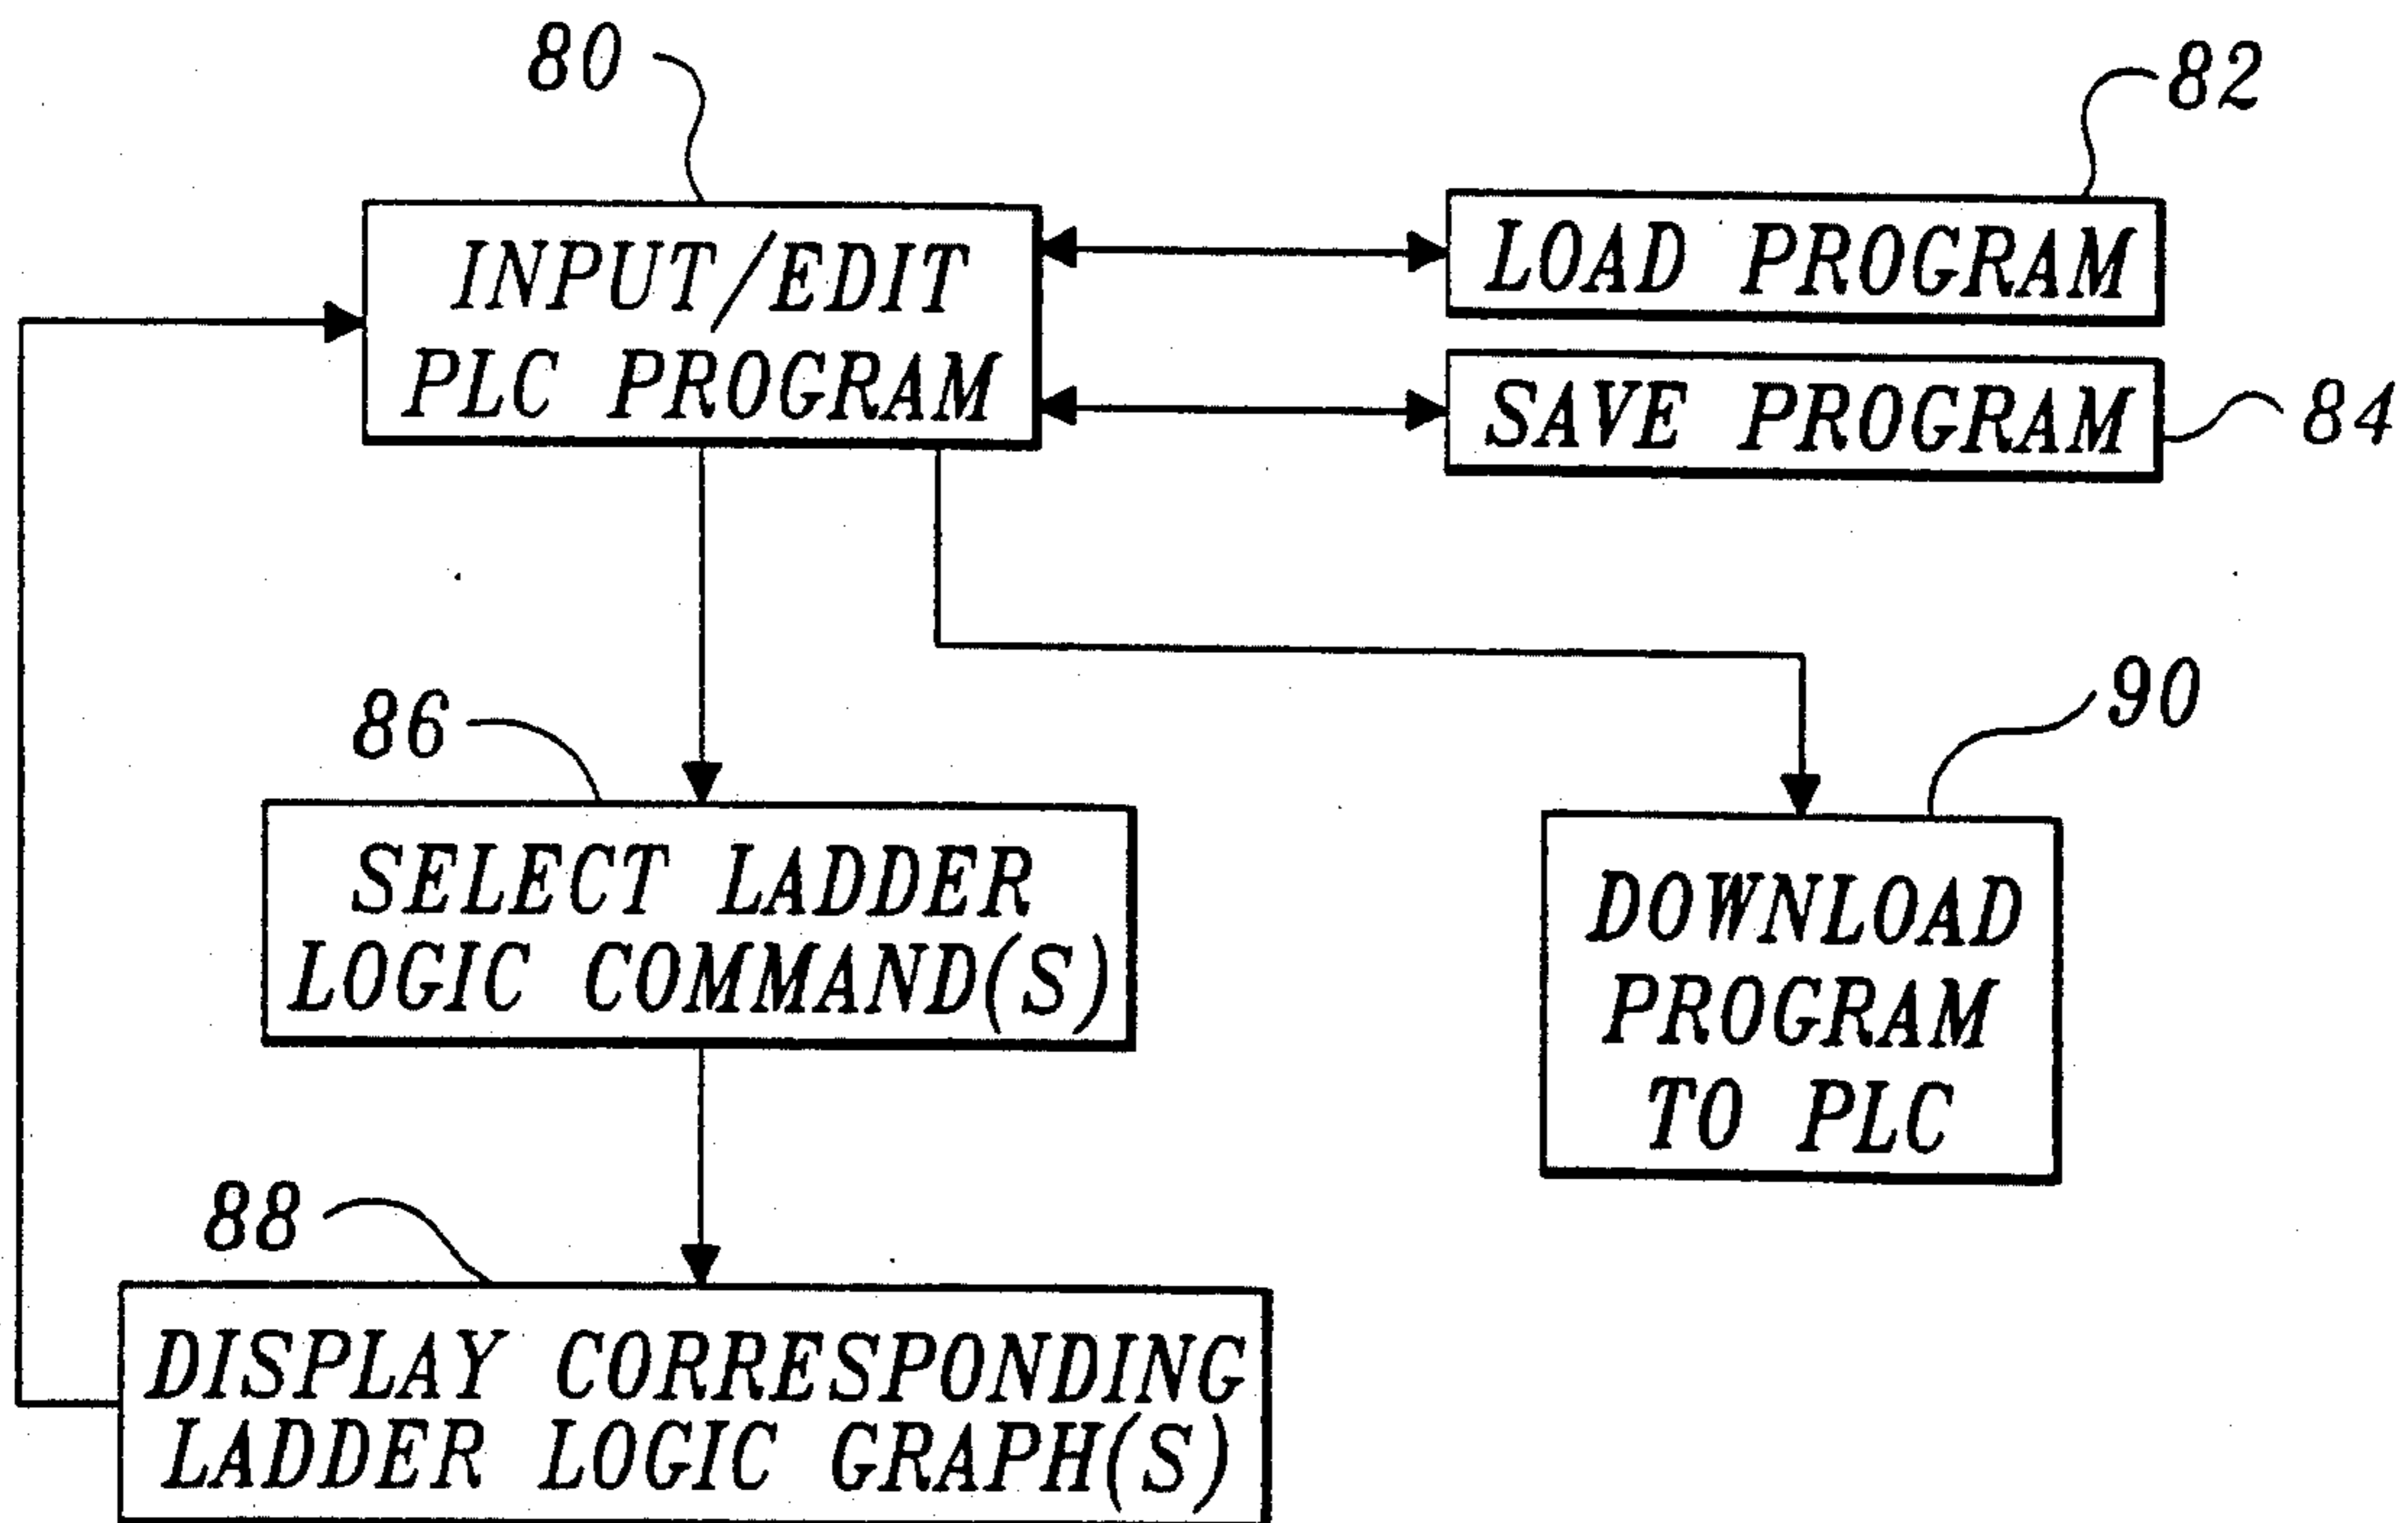 80
82
INPUT/EDIT
PLC PROGRAM
LOAD PROGRAM
SAVE PROGRAM
84
86
90
SELECT LADDER
LOGIC COMMAND(S)
DOWNLOAD
PROGRAM
TO PLC
88
DISPLAY CORRESPONDING
LADDER LOGIC GRAPH(S)